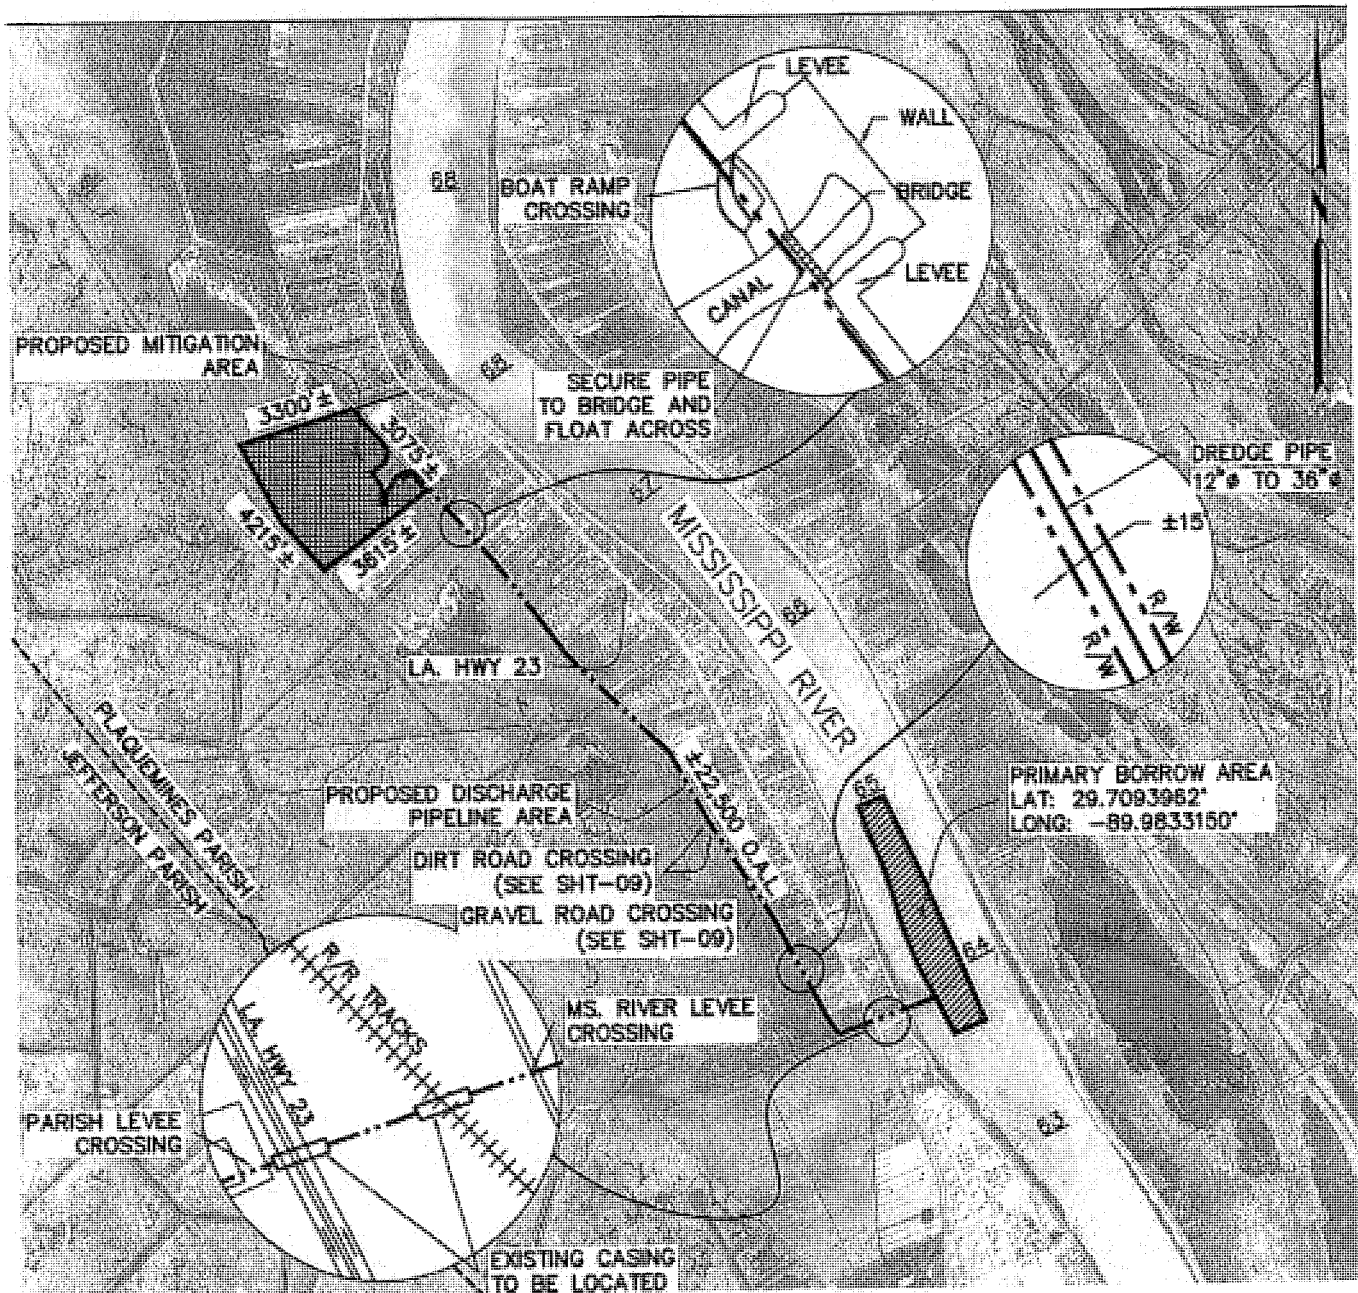 LEVEE
WALL
68
BOAT RAMP
CROSSING
BRIDGE
LEVEE
CANAL
PROPOSED MITIGATION
AREA
68
SECURE PIPE
TO BRIDGE AND
FLOAT ACROSS
3300'±
3075±
4215±
3615±
67
DREDGE PIPE
12"ø TO 36"ø
±15'
R/W
R/W
MISSISSIPPI RIVER
66
LA. HWY 23
PLAQUEMINES PARISH
JEFFERSON PARISH
±22,500 O.A.L.
PROPOSED DISCHARGE
PIPELINE AREA
PRIMARY BORROW AREA
LAT: 29.7093962°
LONG: -89.9833150°
DIRT ROAD CROSSING
(SEE SHT-09)
GRAVEL ROAD CROSSING
(SEE SHT-09)
64
R/R TRACKS
MS. RIVER LEVEE
CROSSING
LA. HWY 23
PARISH LEVEE
CROSSING
63
EXISTING CASING
TO BE LOCATED